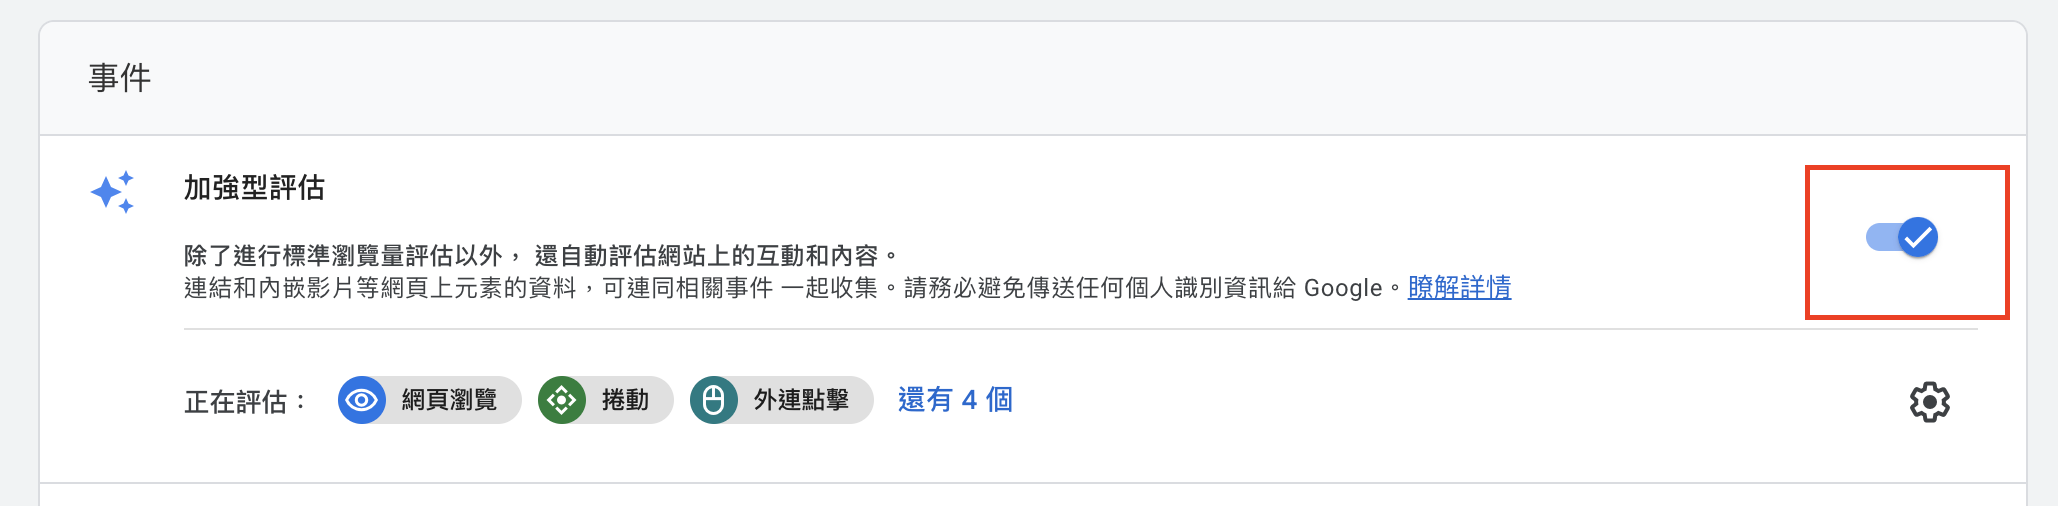 事件
加強型評估
除了進行標準瀏覽量評估以外，還自動評估網站上的互動和內容。
連結和內嵌影片等網頁上元素的資料，可連同相關事件 一起收集。請務必避免傳送任何個人識別資訊給 Google。瞭解詳情
正在評估： 網頁瀏覽 捲動 外連點擊 還有 4 個